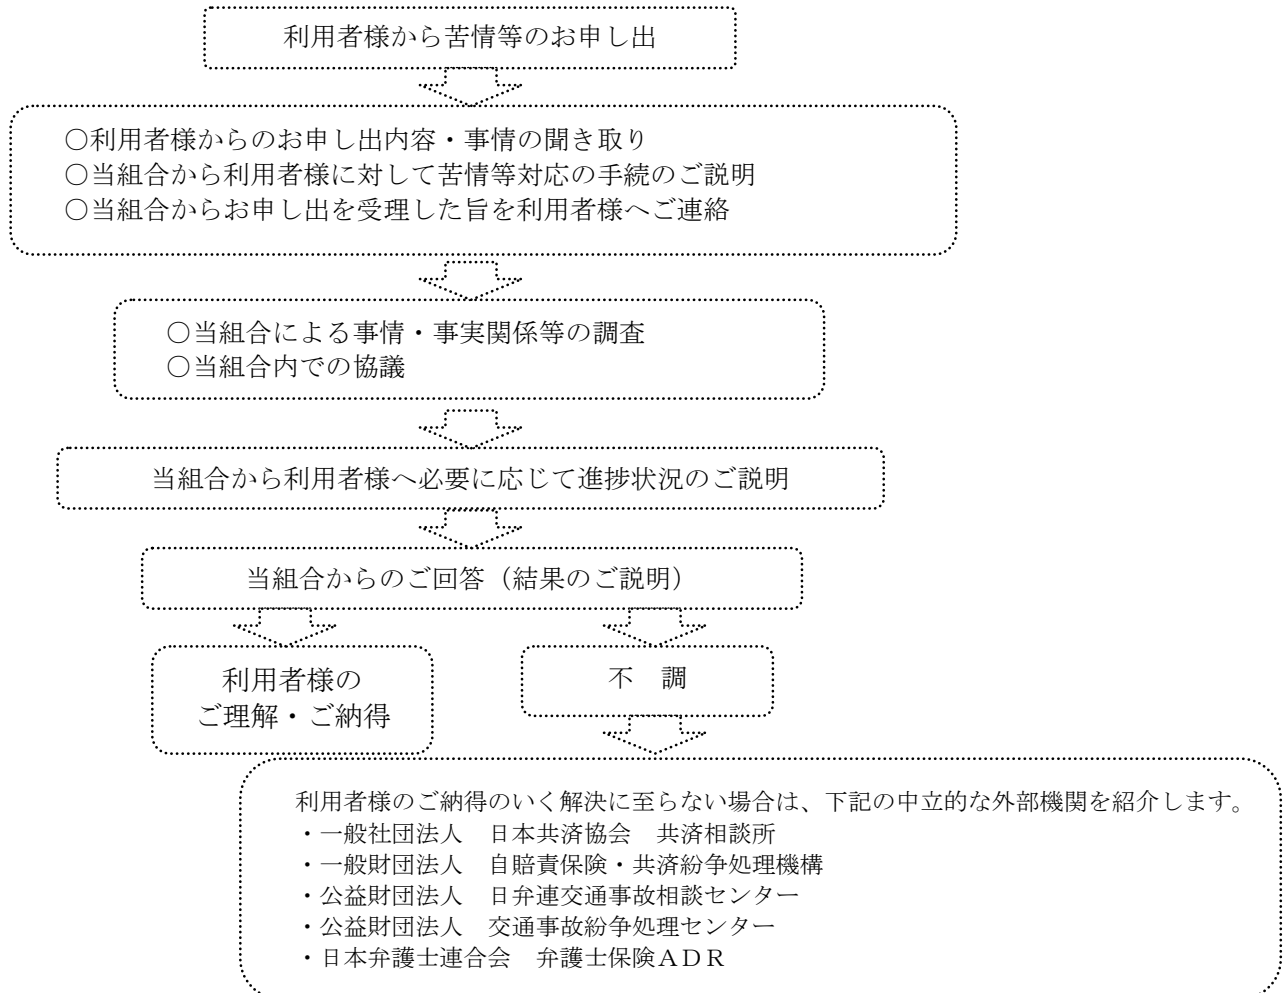 利用者様から苦情等のお申し出
○利用者様からのお申し出内容・事情の聞き取り
○当組合から利用者様に対して苦情等対応の手続のご説明
○当組合からお申し出を受理した旨を利用者様へご連絡
○当組合による事情・事実関係等の調査
○当組合内での協議
当組合から利用者様へ必要に応じて進捗状況のご説明
当組合からのご回答（結果のご説明）
利用者様の
ご理解・ご納得
不　調
利用者様のご納得のいく解決に至らない場合は、下記の中立的な外部機関を紹介します。
・一般社団法人　日本共済協会　共済相談所
・一般財団法人　自賠責保険・共済紛争処理機構
・公益財団法人　日弁連交通事故相談センター
・公益財団法人　交通事故紛争処理センター
・日本弁護士連合会　弁護士保険ＡＤＲ